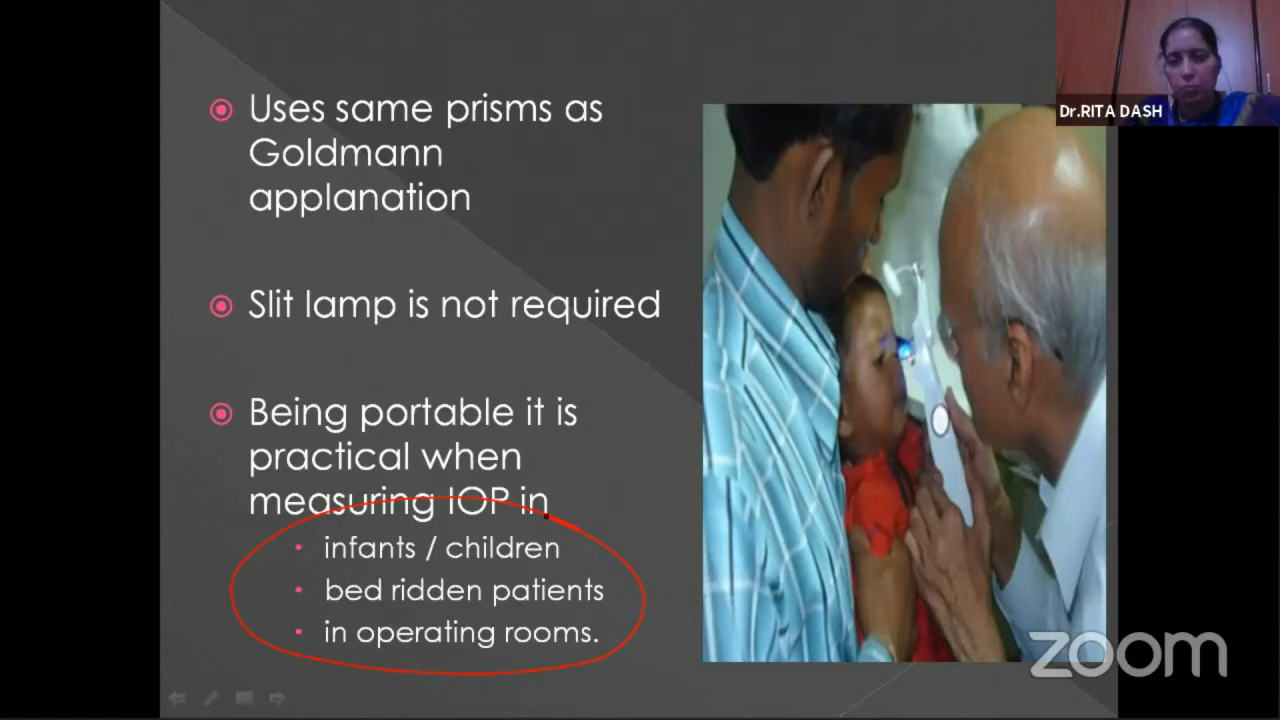 Uses same prisms as
Goldmann
applanation
Slit lamp is not required
Being portable it is
practical when
measuring IOP in
infants / children
bed ridden patients
in operating rooms.
Dr.RITA DASH
zoom